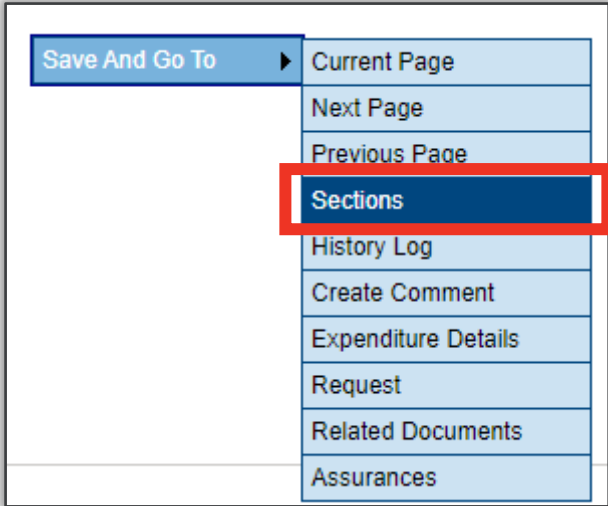 Save And Go To
Current Page
Next Page
Previous Page
Sections
History Log
Create Comment
Expenditure Details
Request
Related Documents
Assurances